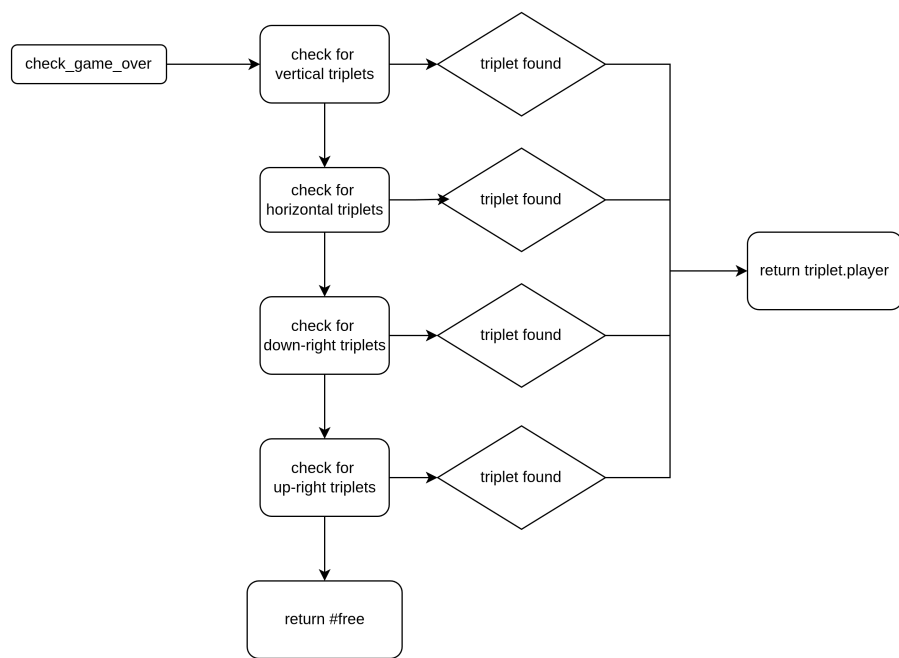 check_game_over
check for
vertical triplets
triplet found
check for
horizontal triplets
triplet found
return triplet.player
check for
down-right triplets
triplet found
check for
up-right triplets
triplet found
return #free